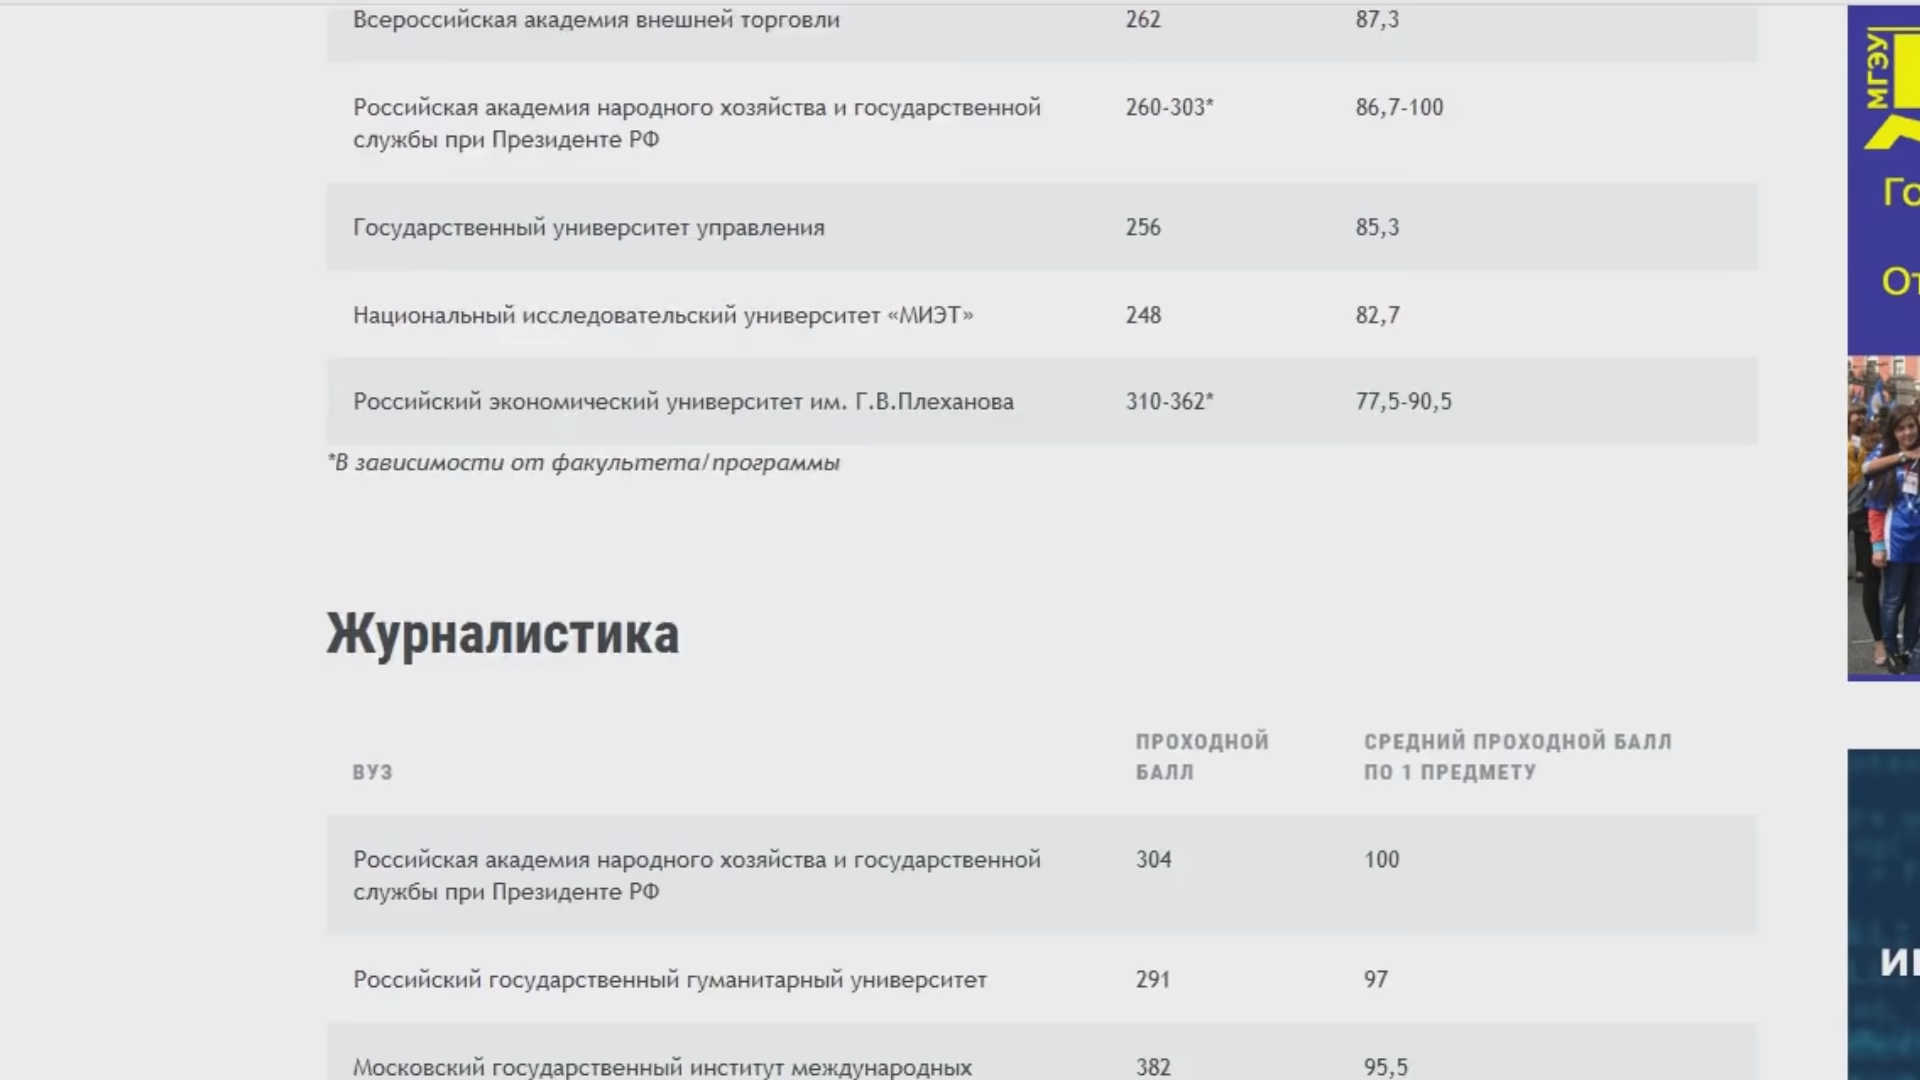 Всероссийская академия внешней торговли 262 87,3
Российская академия народного хозяйства и государственной 260-303* 86,7-100
службы при Президенте РФ
Государственный университет управления 256 85,3
Национальный исследовательский университет «МИЭТ» 248 82,7
Российский экономический университет им. Г.В.Плеханова 310-362* 77,5-90,5
*В зависимости от факультета/программы
Журналистика
ПРОХОДНОЙ СРЕДНИЙ ПРОХОДНОЙ БАЛЛ
ВУЗ БАЛЛ ПО 1 ПРЕДМЕТУ
Российская академия народного хозяйства и государственной 304 100
службы при Президенте РФ
Российский государственный гуманитарный университет 291 97
Московский государственный институт международных 382 95,5
МГЭУ